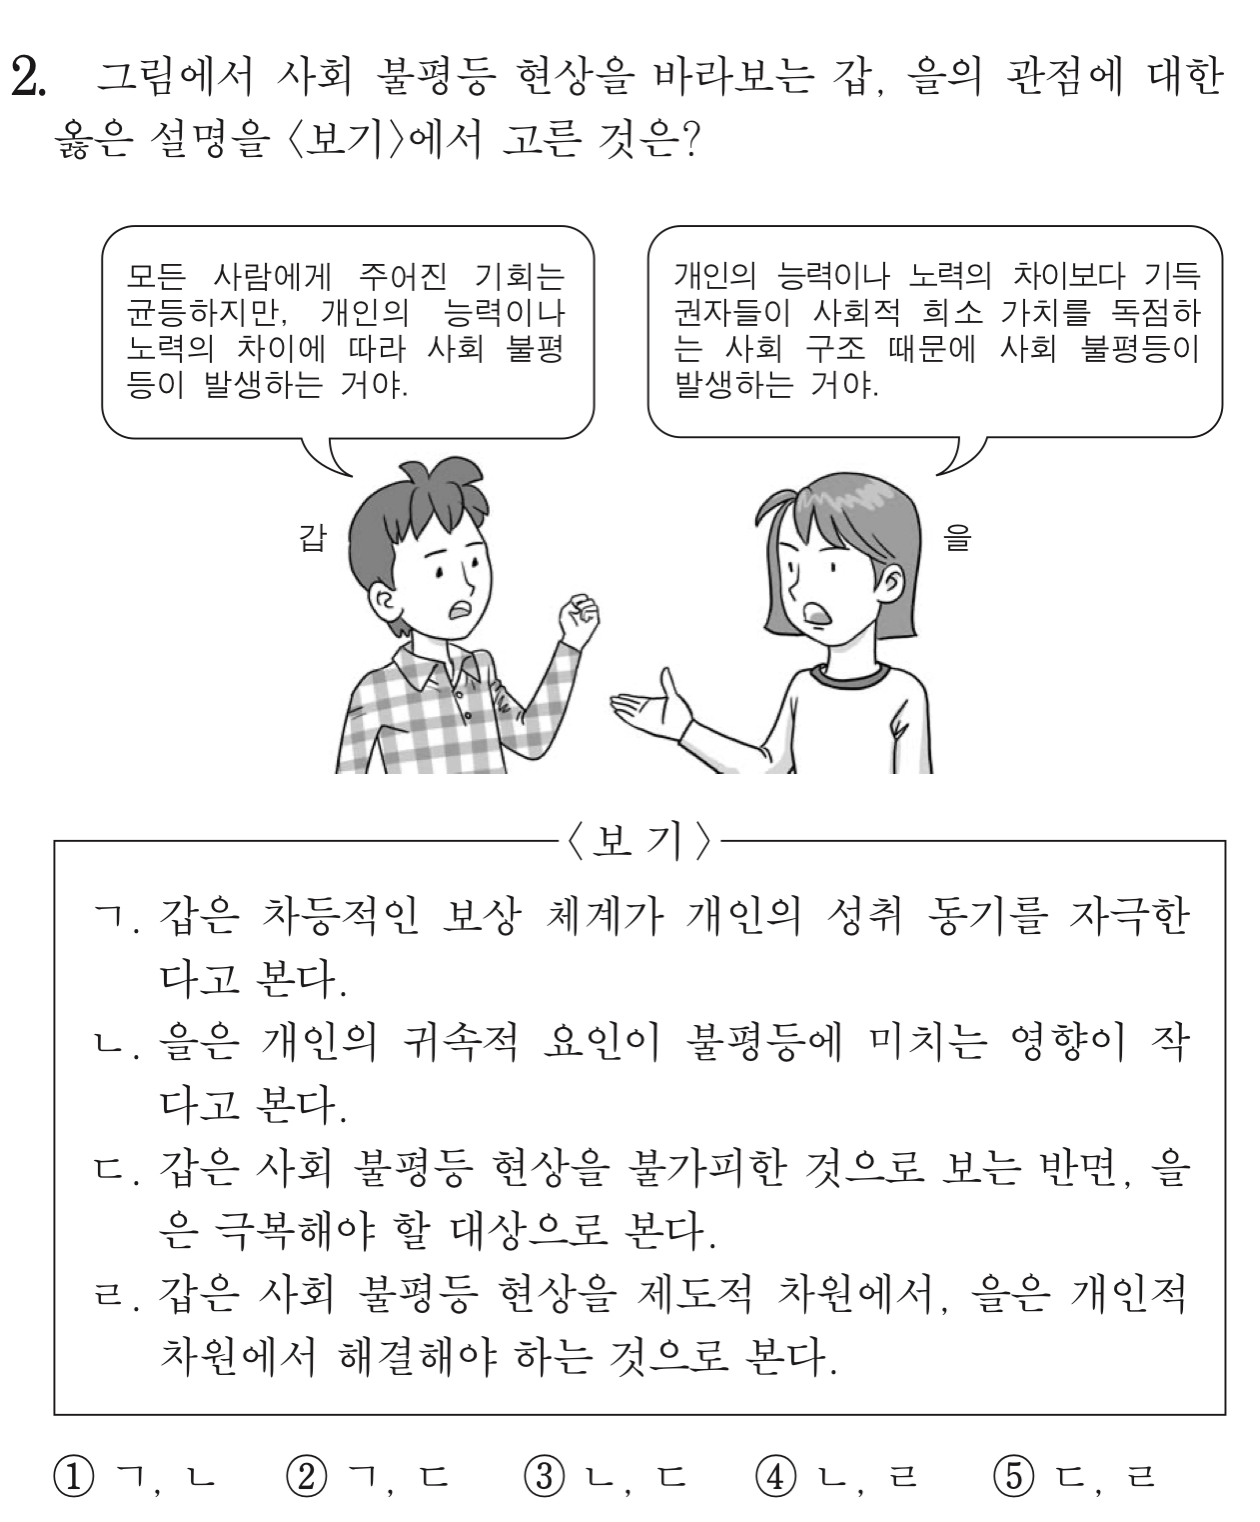 2. 그림에서 사회 불평등 현상을 바라보는 갑, 을의 관점에 대한
옳은 설명을 〈보기〉에서 고른 것은?
모든 사람에게 주어진 기회는
균등하지만, 개인의 능력이나
노력의 차이에 따라 사회 불평
등이 발생하는 거야.
개인의 능력이나 노력의 차이보다 기득
권자들이 사회적 희소 가치를 독점하
는 사회 구조 때문에 사회 불평등이
발생하는 거야.
갑
을
〈보 기〉
ㄱ. 갑은 차등적인 보상 체계가 개인의 성취 동기를 자극한
다고 본다.
ㄴ. 을은 개인의 귀속적 요인이 불평등에 미치는 영향이 작
다고 본다.
ㄷ. 갑은 사회 불평등 현상을 불가피한 것으로 보는 반면, 을
은 극복해야 할 대상으로 본다.
ㄹ. 갑은 사회 불평등 현상을 제도적 차원에서, 을은 개인적
차원에서 해결해야 하는 것으로 본다.
① ㄱ, ㄴ ② ㄱ, ㄷ ③ ㄴ, ㄷ ④ ㄴ, ㄹ ⑤ ㄷ, ㄹ